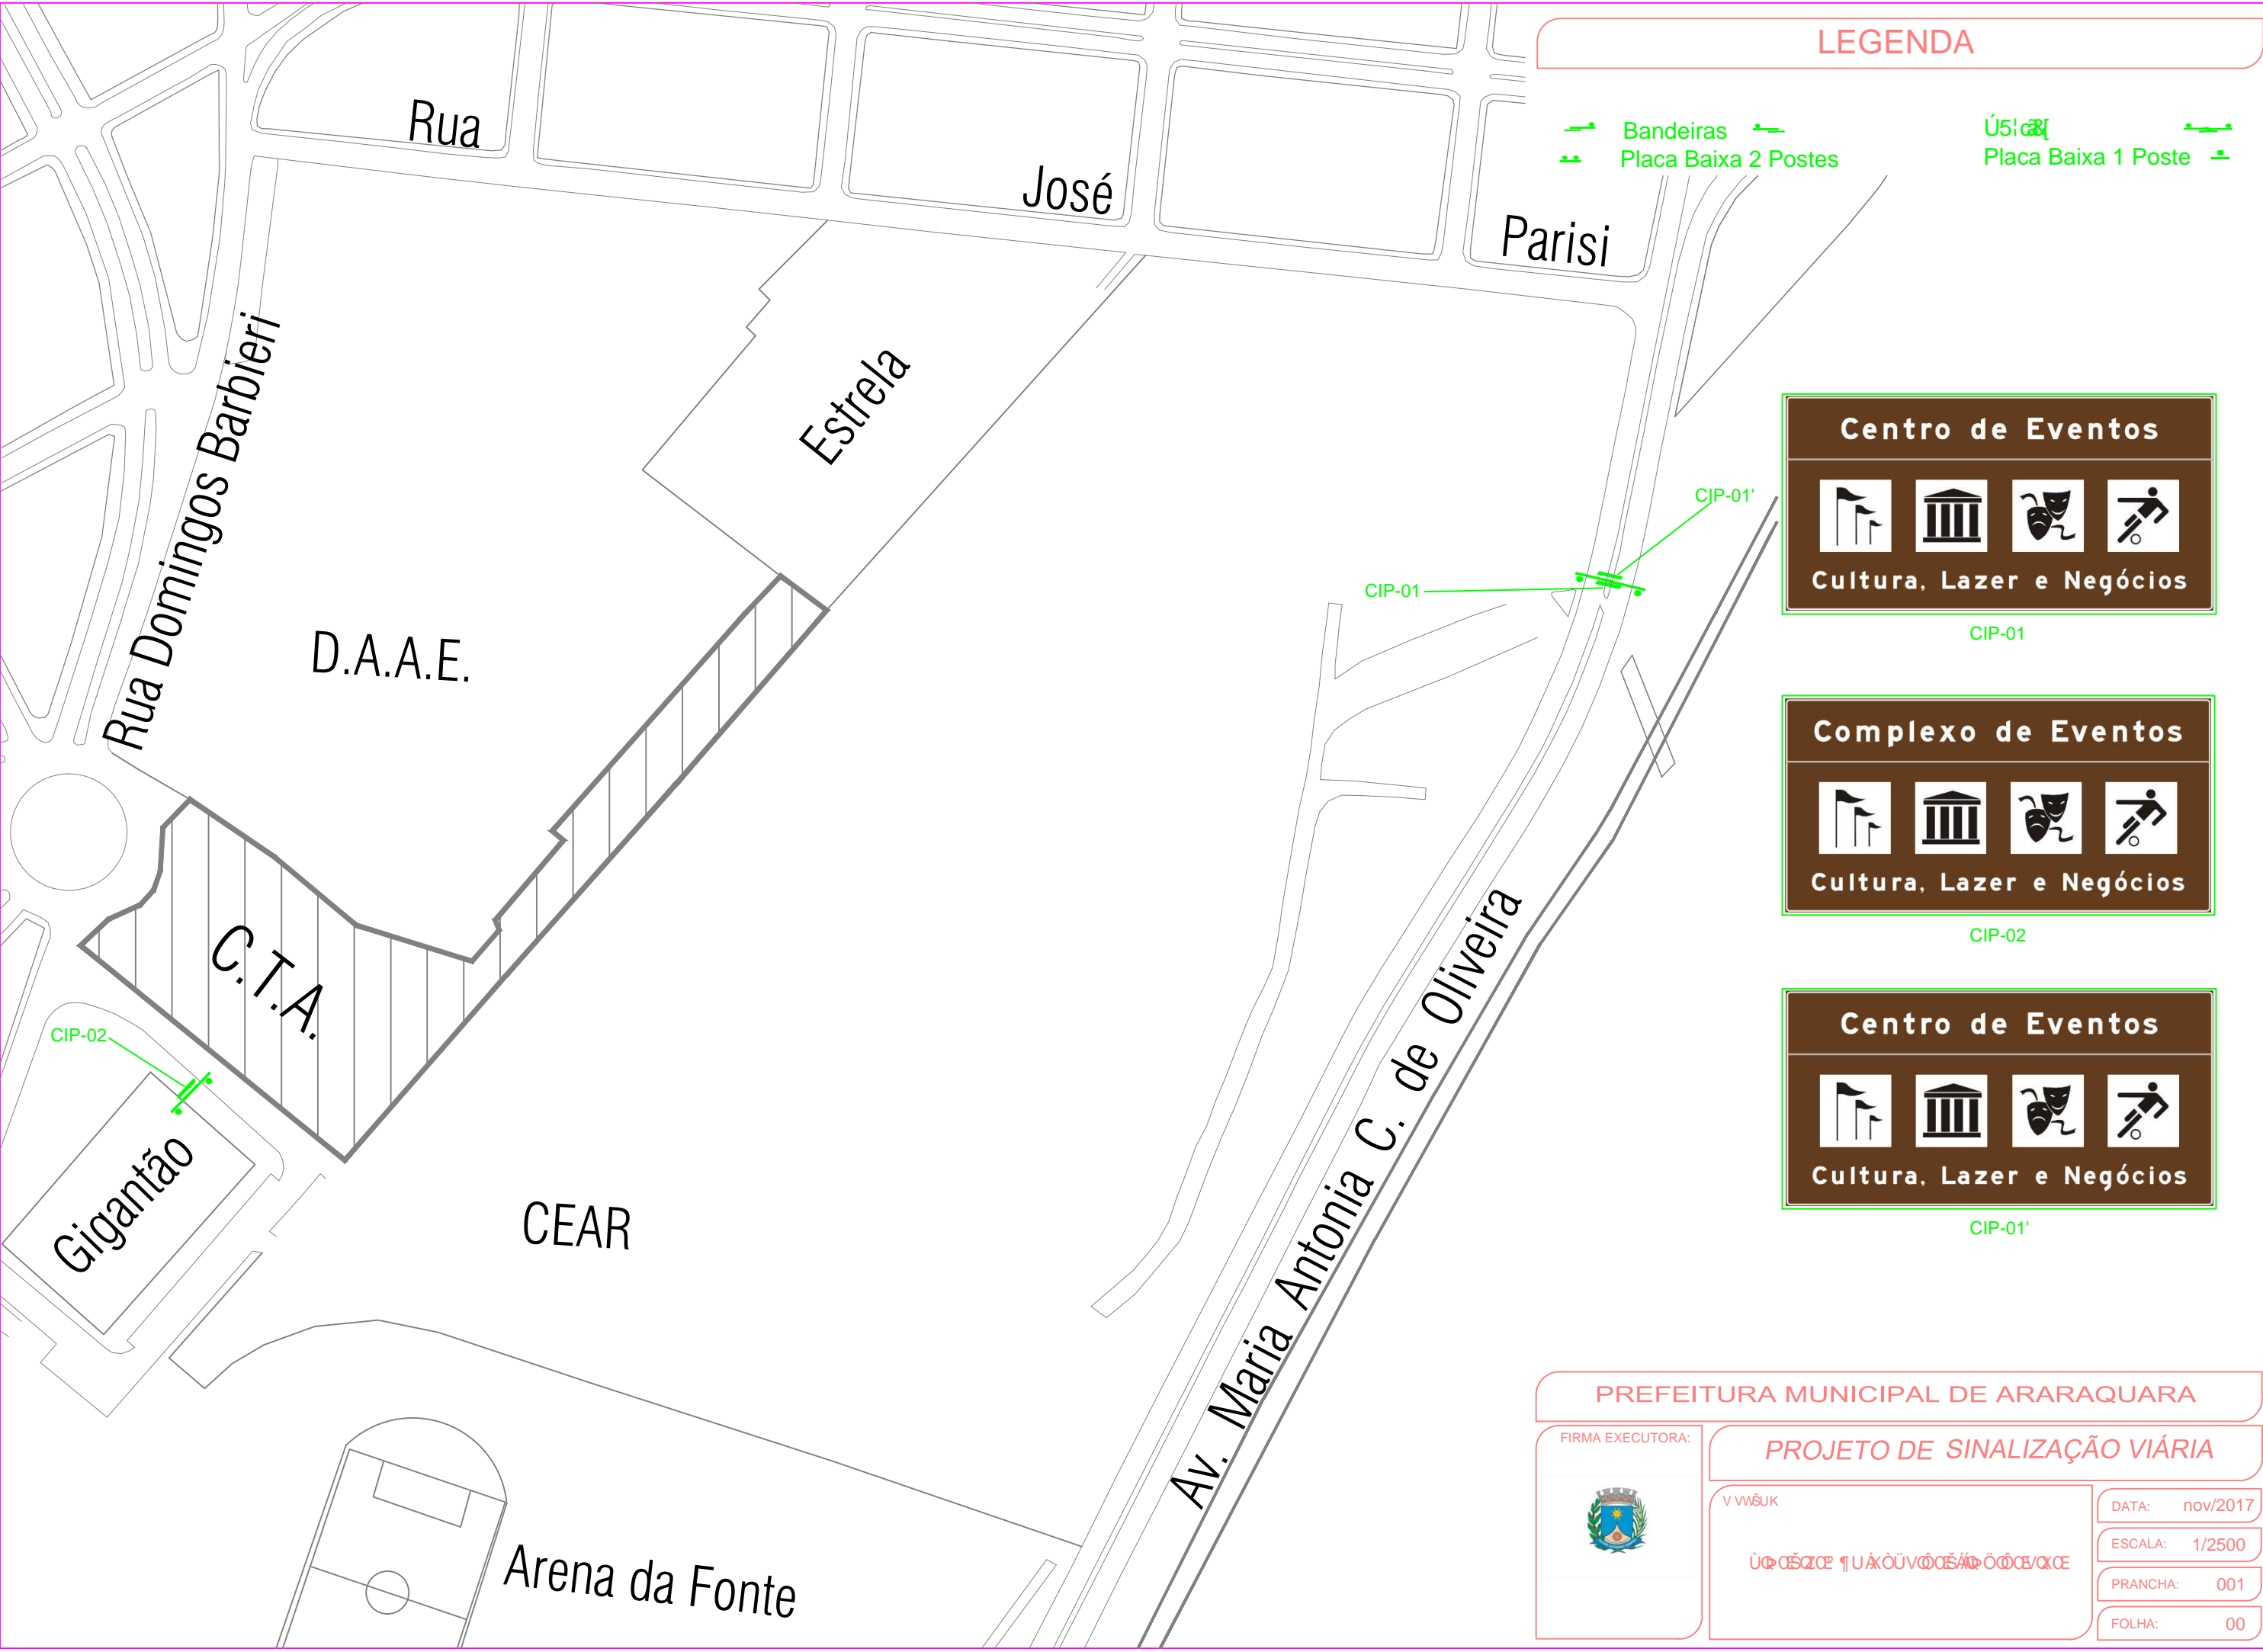 LEGENDA
Bandeiras
Placa Baixa 2 Postes
Placa Baixa 1 Poste
Rua
José
Parisi
Rua Domingos Barbieri
Estrela
D.A.A.E.
C.T.A.
CIP-01'
CIP-01
CIP-02
Gigantão
CEAR
Arena da Fonte
Av. Maria Antonia C. de Oliveira
Centro de Eventos
Cultura, Lazer e Negócios
CIP-01
Complexo de Eventos
Cultura, Lazer e Negócios
CIP-02
Centro de Eventos
Cultura, Lazer e Negócios
CIP-01'
PREFEITURA MUNICIPAL DE ARARAQUARA
FIRMA EXECUTORA:
PROJETO DE SINALIZAÇÃO VIÁRIA
DATA: nov/2017
ESCALA: 1/2500
PRANCHA: 001
FOLHA: 00